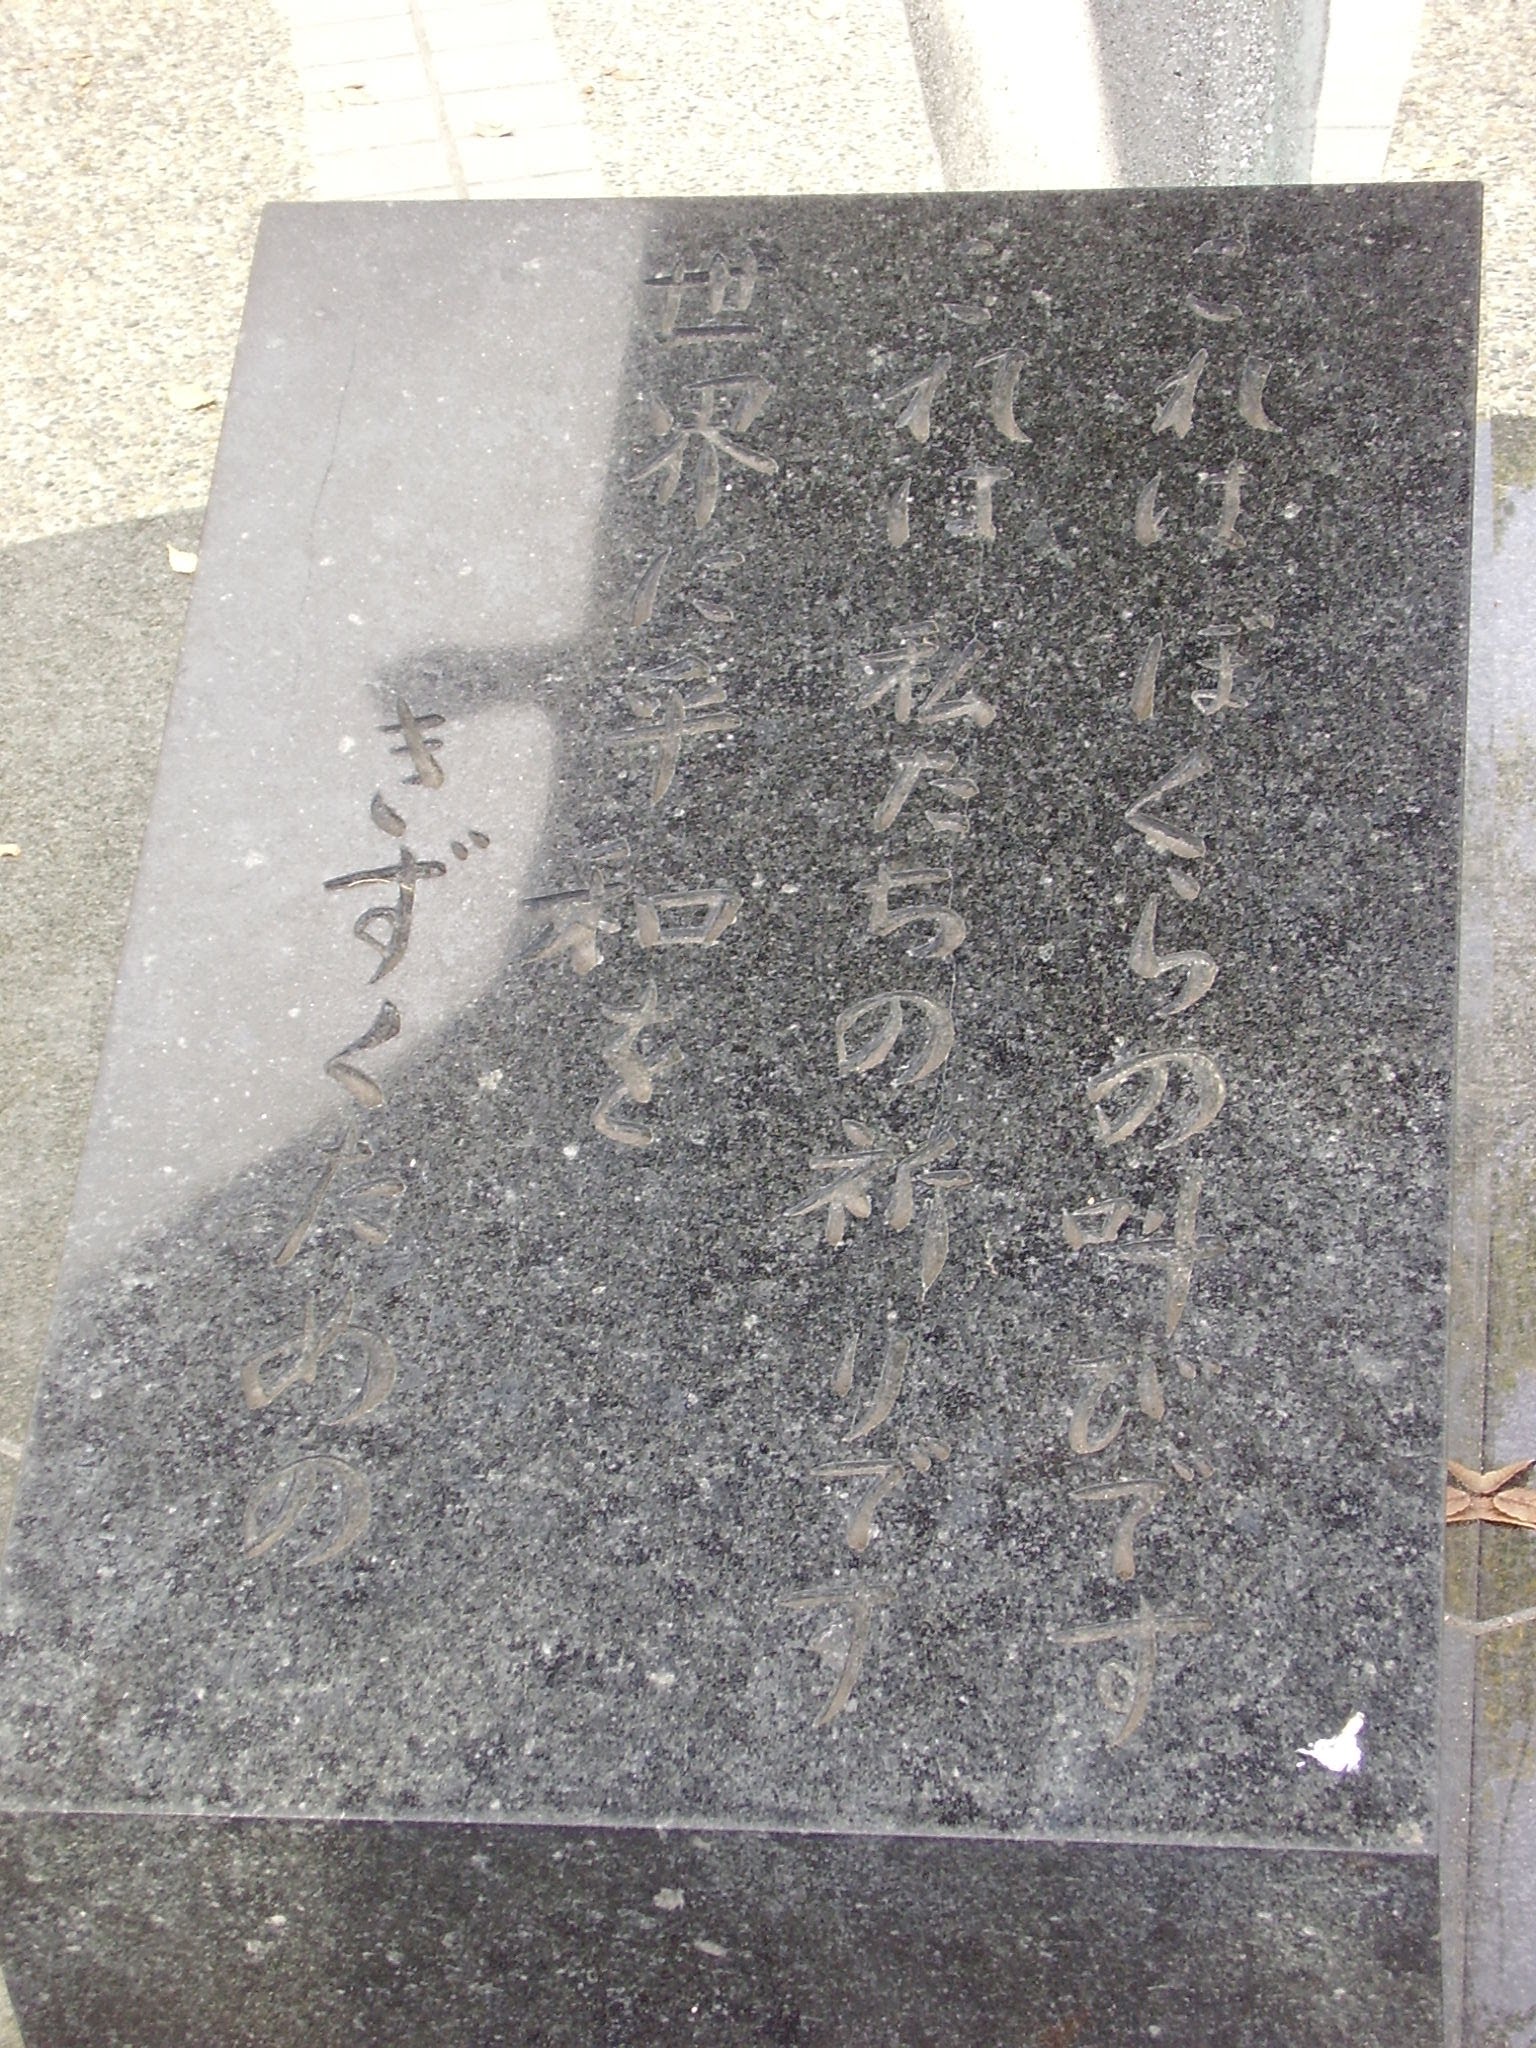 これはぼくらの叫びです
これは私たちの祈りです
世界に平和を
きずくための